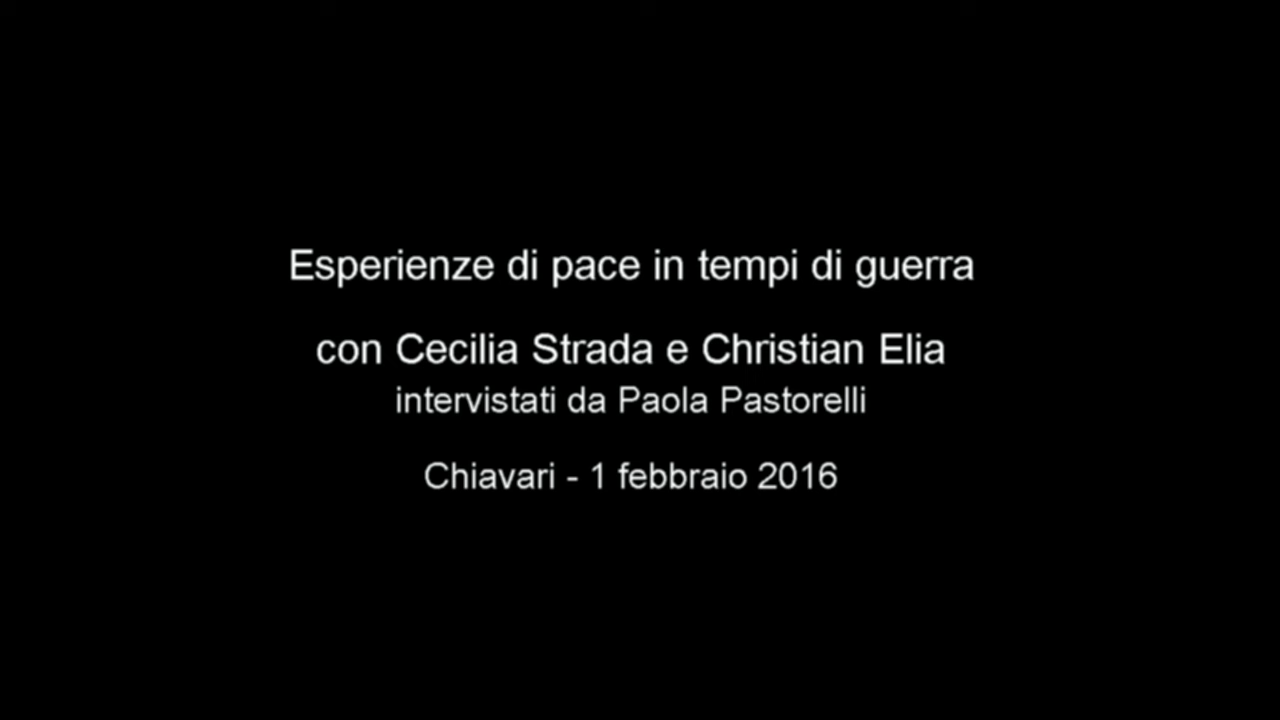 Esperienze di pace in tempi di guerra
con Cecilia Strada e Christian Elia
intervistati da Paola Pastorelli
Chiavari - 1 febbraio 2016